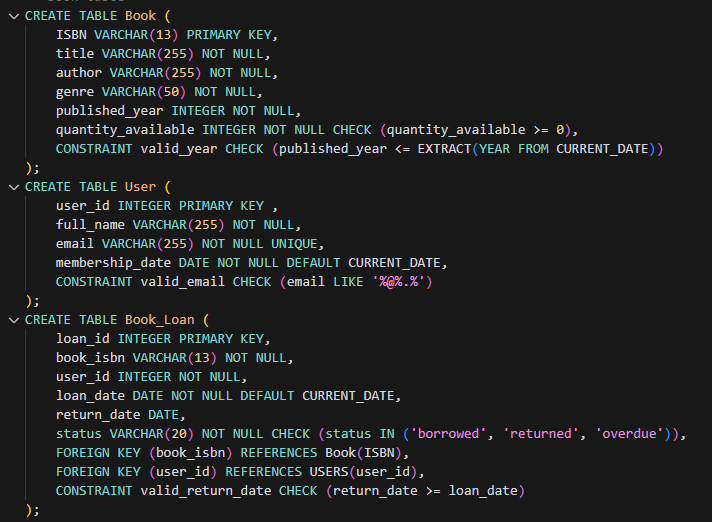 CREATE TABLE Book (
    ISBN VARCHAR(13) PRIMARY KEY,
    title VARCHAR(255) NOT NULL,
    author VARCHAR(255) NOT NULL,
    genre VARCHAR(50) NOT NULL,
    published_year INTEGER NOT NULL,
    quantity_available INTEGER NOT NULL CHECK (quantity_available >= 0),
    CONSTRAINT valid_year CHECK (published_year <= EXTRACT(YEAR FROM CURRENT_DATE))
);
CREATE TABLE User (
    user_id INTEGER PRIMARY KEY ,
    full_name VARCHAR(255) NOT NULL,
    email VARCHAR(255) NOT NULL UNIQUE,
    membership_date DATE NOT NULL DEFAULT CURRENT_DATE,
    CONSTRAINT valid_email CHECK (email LIKE '%@%.%')
);
CREATE TABLE Book_Loan (
    loan_id INTEGER PRIMARY KEY,
    book_isbn VARCHAR(13) NOT NULL,
    user_id INTEGER NOT NULL,
    loan_date DATE NOT NULL DEFAULT CURRENT_DATE,
    return_date DATE,
    status VARCHAR(20) NOT NULL CHECK (status IN ('borrowed', 'returned', 'overdue')),
    FOREIGN KEY (book_isbn) REFERENCES Book(ISBN),
    FOREIGN KEY (user_id) REFERENCES USERS(user_id),
    CONSTRAINT valid_return_date CHECK (return_date >= loan_date)
);